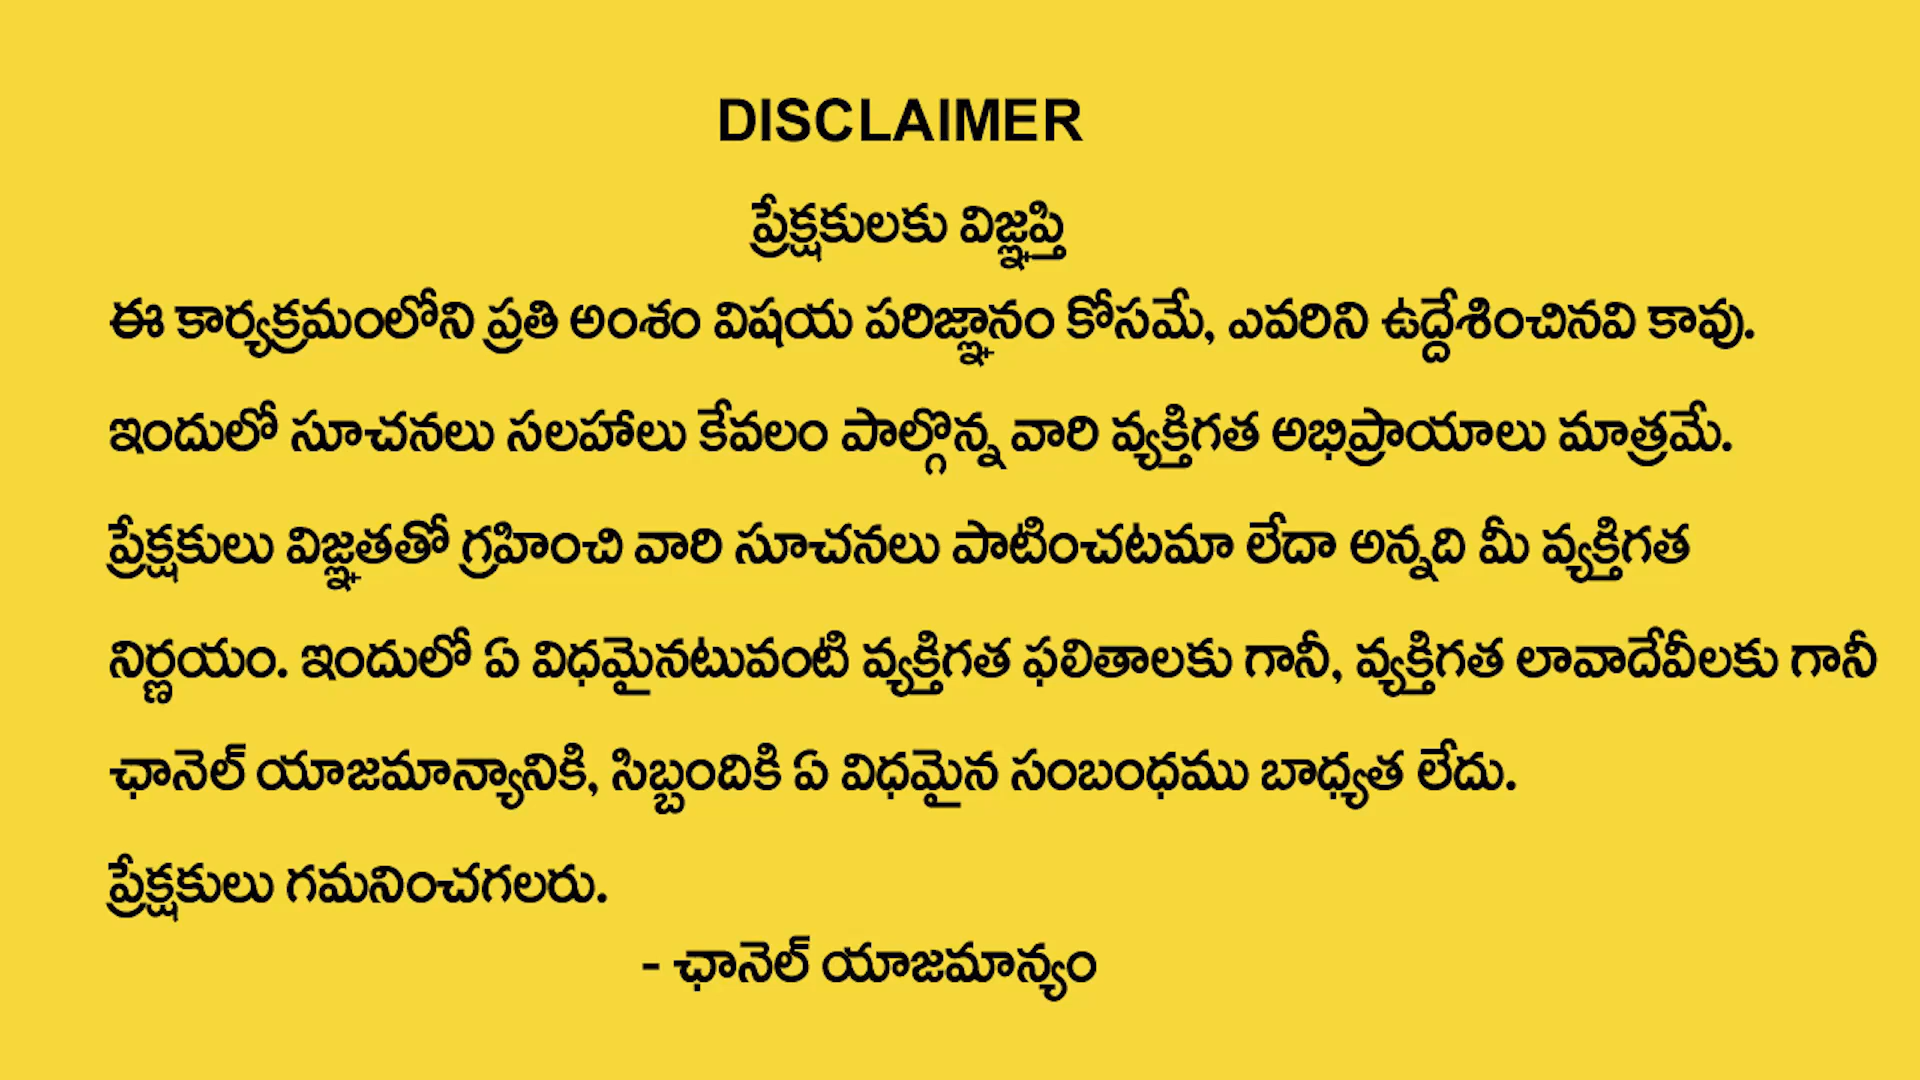 DISCLAIMER
ప్రేక్షకులకు విజ్ఞప్తి
ఈ కార్యక్రమంలోని ప్రతి అంశం విషయ పరిజ్ఞానం కోసమే, ఎవరిని ఉద్దేశించినవి కావు.
ఇందులో సూచనలు సలహాలు కేవలం పాల్గొన్న వారి వ్యక్తిగత అభిప్రాయాలు మాత్రమే.
ప్రేక్షకులు విజ్ఞతతో గ్రహించి వారి సూచనలు పాటించటమా లేదా అన్నది మీ వ్యక్తిగత
నిర్ణయం. ఇందులో ఏ విధమైనటువంటి వ్యక్తిగత ఫలితాలకు గానీ, వ్యక్తిగత లావాదేవీలకు గానీ
ఛానెల్ యాజమాన్యానికి, సిబ్బందికి ఏ విధమైన సంబంధము బాధ్యత లేదు.
ప్రేక్షకులు గమనించగలరు.
- ఛానెల్ యాజమాన్యం